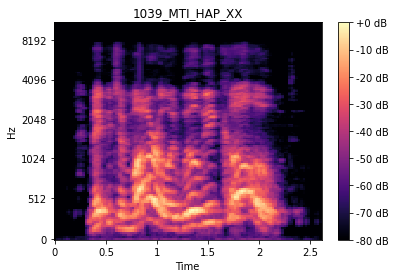 1039_MTI_HAP_XX
Hz
8192
4096
2048
1024
512
0
0 0.5 1 1.5 2 2.5
Time
+0 dB
-10 dB
-20 dB
-30 dB
-40 dB
-50 dB
-60 dB
-70 dB
-80 dB